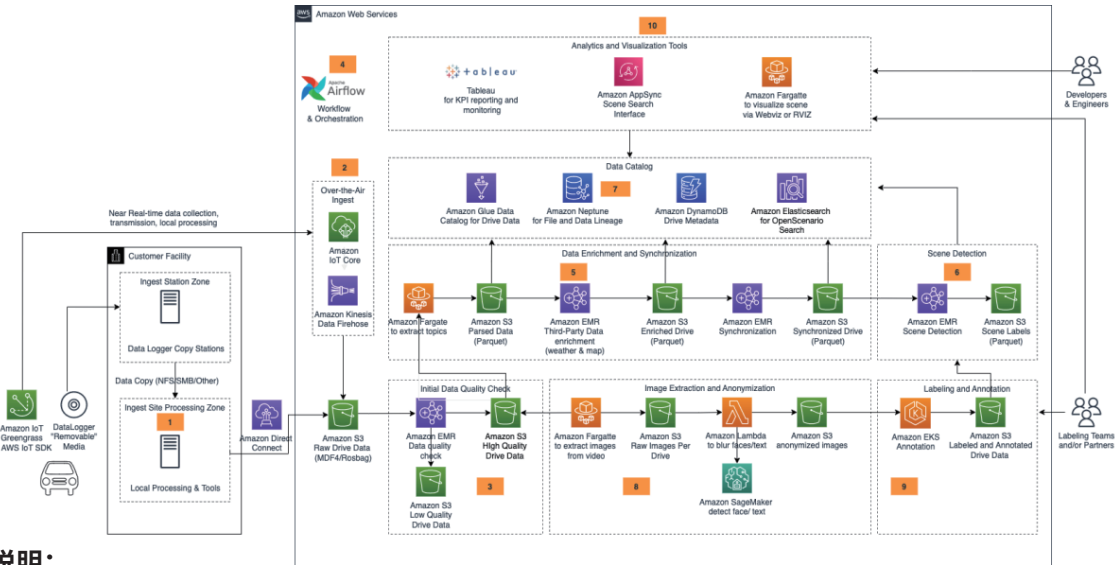 aws
Amazon Web Services
10
Analytics and Visualization Tools
4
APACHE
Airflow
Workflow
& Orchestration
+ableau
Tableau
for KPI reporting and
monitoring
Amazon AppSync
Scene Search
Interface
Amazon Fargatte
to visualize scene
via Webviz or RVIZ
Developers
& Engineers
2
Over-the-Air
Ingest
Amazon
IoT Core
Amazon Kinesis
Data Firehose
Data Catalog
7
Amazon Glue Data
Catalog for Drive Data
Amazon Neptune
for File and Data Lineage
Amazon DynamoDB
Drive Metadata
Amazon Elasticsearch
for OpenScenario
Search
Near Real-time data collection,
transmission, local processing
Customer Facility
Ingest Station Zone
Data Logger Copy Stations
Data Copy (NFS/SMB/Other)
Ingest Site Processing Zone
1
Local Processing & Tools
Amazon IoT
Greengrass
AWS IoT SDK
DataLogger
"Removable"
Media
Amazon Direct
Connect
Amazon S3
Raw Drive Data
(MDF4/Rosbag)
Data Enrichment and Synchronization
5
Amazon Fargate
to extract topics
Amazon S3
Parsed Data
(Parquet)
Amazon EMR
Third-Party Data
enrichment
(weather & map)
Amazon S3
Enriched Drive
(Parquet)
Amazon EMR
Synchronization
Amazon S3
Synchronized Drive
(Parquet)
Scene Detection
6
Amazon EMR
Scene Detection
Amazon S3
Scene Labels
(Parquet)
Initial Data Quality Check
Amazon EMR
Data quality
check
Amazon S3
High Quality
Drive Data
Amazon S3
Low Quality
Drive Data
3
Image Extraction and Anonymization
Amazon Fargate
to extract images
from video
Amazon S3
Raw Images Per
Drive
Amazon Lambda
to blur faces/text
Amazon S3
anonymized images
Amazon SageMaker
detect face/ text
8
Labeling and Annotation
Amazon EKS
Annotation
Amazon S3
Labeled and Annotated
Drive Data
9
Labeling Teams
and/or Partners
说明：